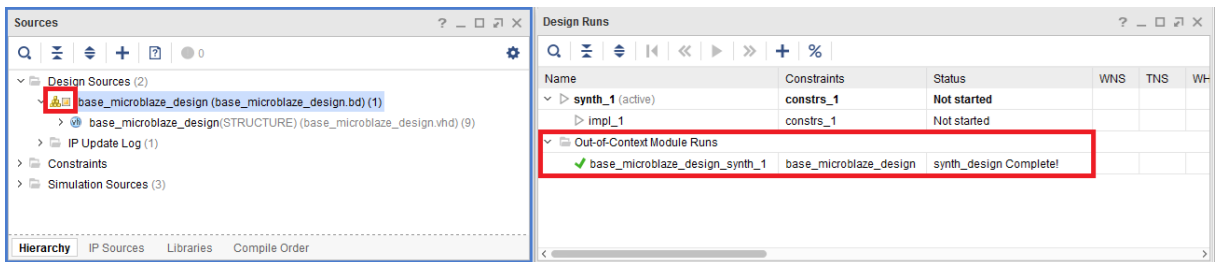 Sources
? _ □ ↗ X
0
Design Sources (2)
base_microblaze_design (base_microblaze_design.bd) (1)
vh base_microblaze_design(STRUCTURE) (base_microblaze_design.vhd) (9)
IP Update Log (1)
Constraints
Simulation Sources (3)
Hierarchy IP Sources Libraries Compile Order
Design Runs
? _ □ ↗ X
%
Name Constraints Status WNS TNS WH
synth_1 (active) constrs_1 Not started
impl_1 constrs_1 Not started
Out-of-Context Module Runs
base_microblaze_design_synth_1 base_microblaze_design synth_design Complete!